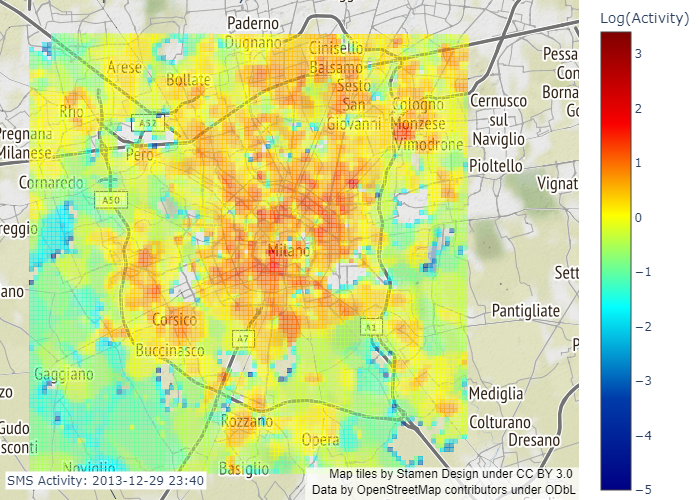 Paderno
Dugnano
Cinisello
Balsamo
Arese
Bollate
Sesto
San
Giovanni
Cologno
Monzese
Vimodrone
Rho
A52
Pero
Pregnana
Milanese
Cornaredo
A50
reggio
ano
Milano
Corsico
Buccinasco
A7
A1
Gaggiano
zo
Gudo
sconti
Noviglio
Rozzano
Opera
Basiglio
Pessa
Con
Borna
Go
Cernusco
sul
Naviglio
Pioltello
Vignat
Sett
Pantigliate
P
Mediglia
Colturano
Dresano
SMS Activity: 2013-12-29 23:40
Map tiles by Stamen Design under CC BY 3.0
Data by OpenStreetMap contributors under ODbL
Log(Activity)
3
2
1
0
−1
−2
−3
−4
−5